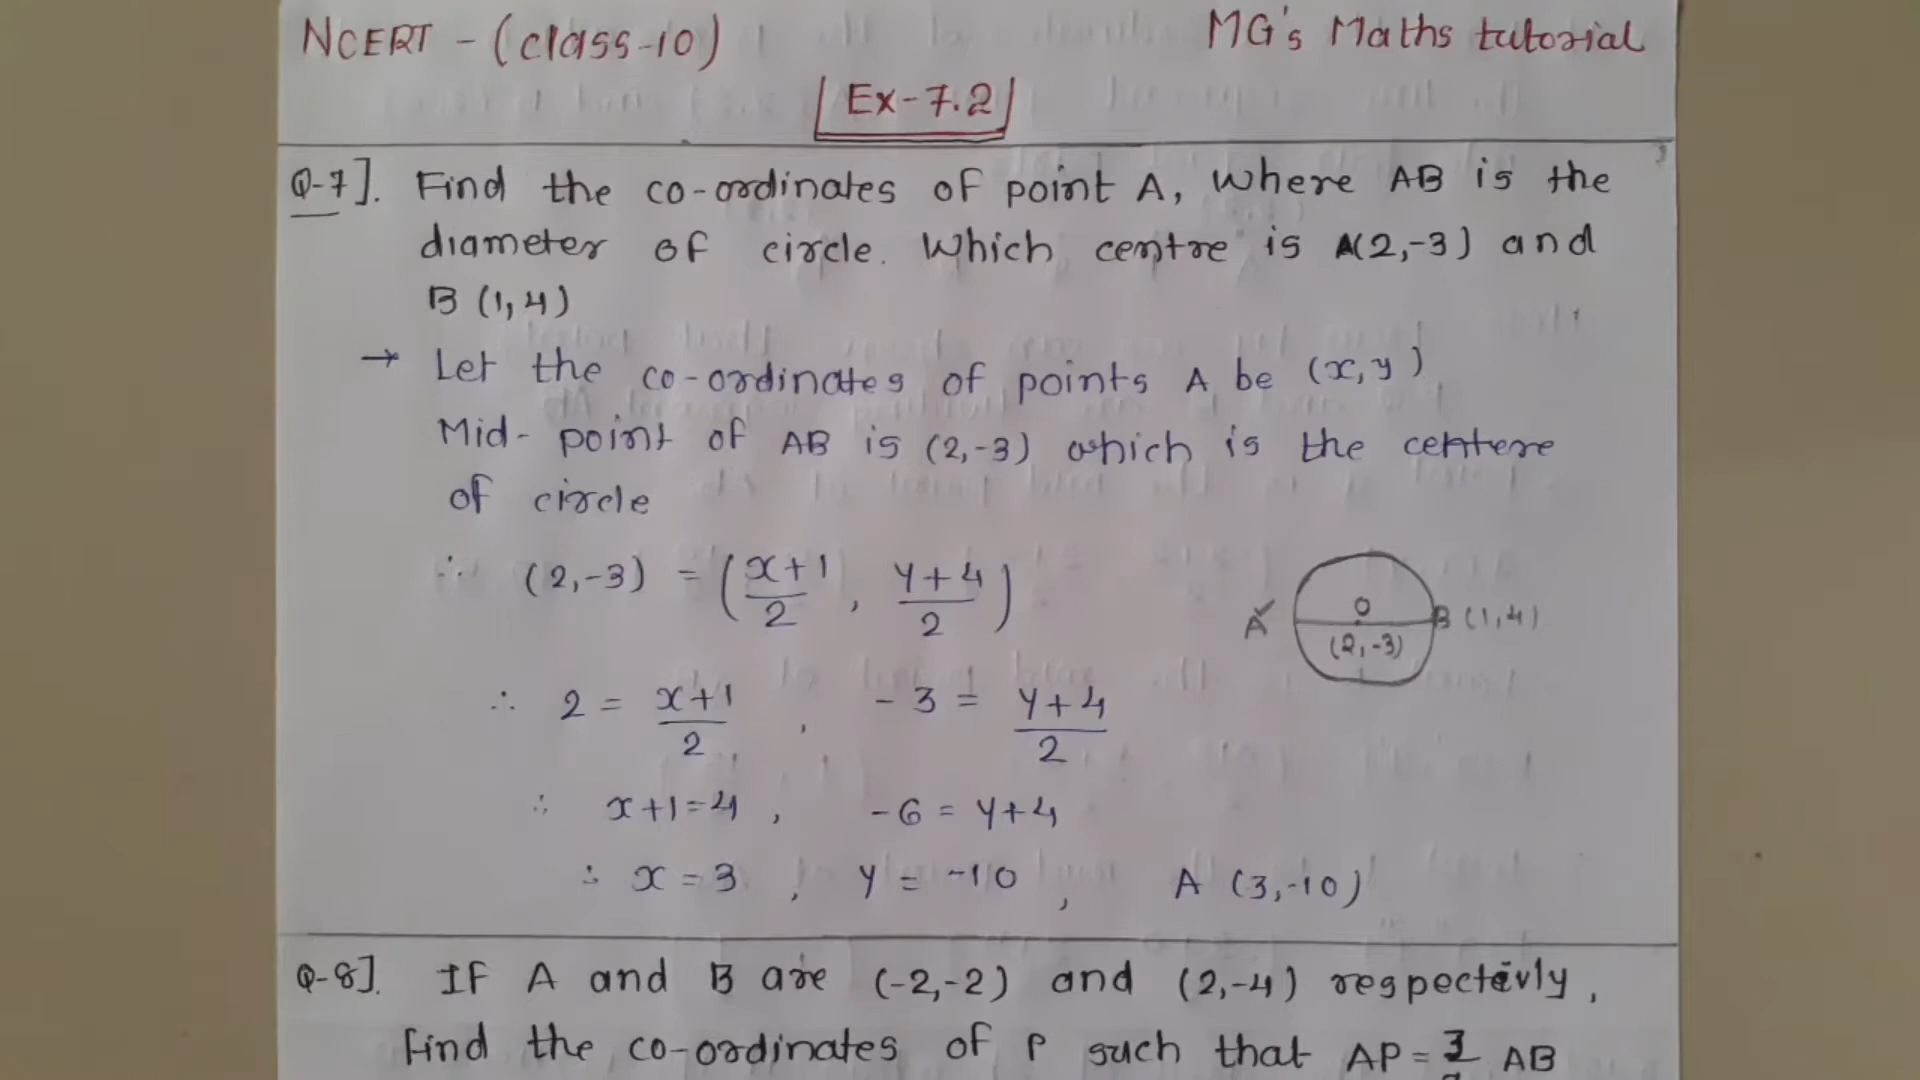 NCERT - (class-10) MG's Maths tutorial
Ex-7.2
Q-7]. Find the co-ordinates of point A, where AB is the
diameter of circle. Which centre is A(2,-3) and
B (1,4)
→ Let the co-ordinates of points A be (x,y)
Mid-point of AB is (2,-3) which is the centere
of circle
∴ (2,-3) = (x+1/2, y+4/2)
A O B (1,4)
(2,-3)
∴ 2 = x+1/2, -3 = y+4/2
∴ x+1=4, -6 = y+4
∴ x=3, y = -10, A (3,-10)
Q-8]. If A and B are (-2,-2) and (2,-4) respectivly,
find the co-ordinates of P such that AP = 3 AB